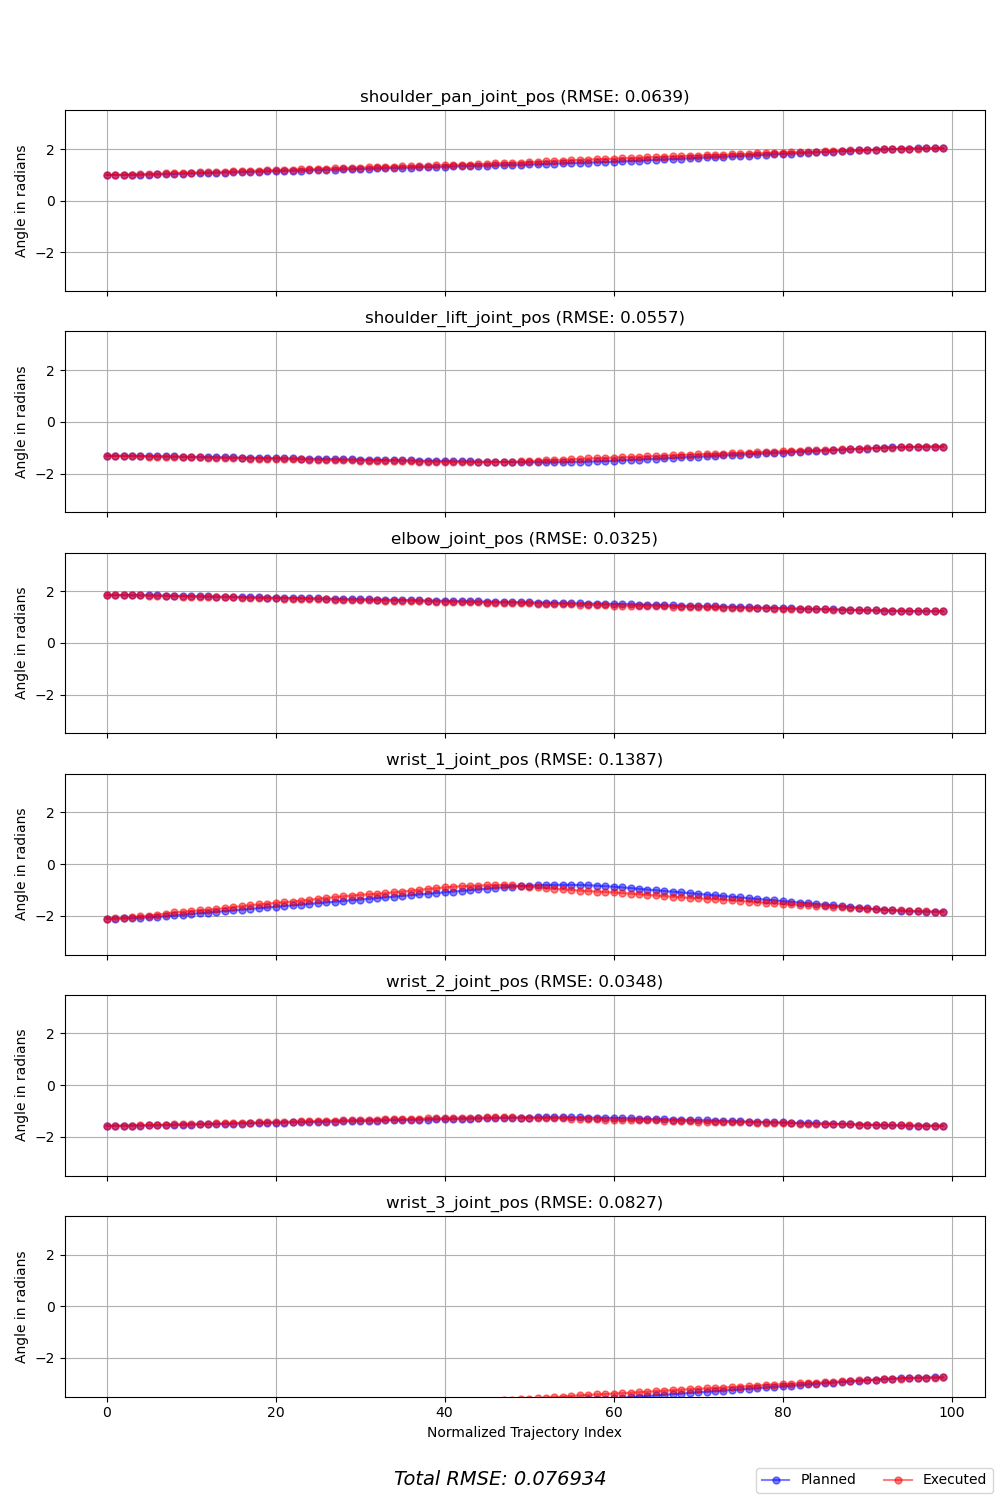 shoulder_pan_joint_pos (RMSE: 0.0639)
Angle in radians
2
0
−2
shoulder_lift_joint_pos (RMSE: 0.0557)
Angle in radians
2
0
−2
elbow_joint_pos (RMSE: 0.0325)
Angle in radians
2
0
−2
wrist_1_joint_pos (RMSE: 0.1387)
Angle in radians
2
0
−2
wrist_2_joint_pos (RMSE: 0.0348)
Angle in radians
2
0
−2
wrist_3_joint_pos (RMSE: 0.0827)
Angle in radians
2
0
−2
0 20 40 60 80 100
Normalized Trajectory Index
Total RMSE: 0.076934
Planned Executed